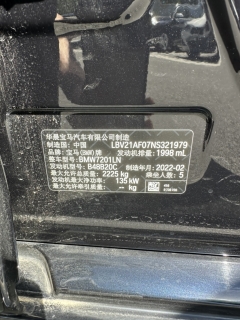 华晨宝马汽车有限公司制造
制造国：中国 LBV21AF07NS321979
品牌：宝马(BMW)牌 发动机排量：1998 mL
整车型号：BMW7201LN
发动机型号：B48B20C 制造年月：2022-02
最大允许总质量：2225 kg 乘坐人数：5
发动机最大净功率：135 kW
最大允许牵引质量：- kg